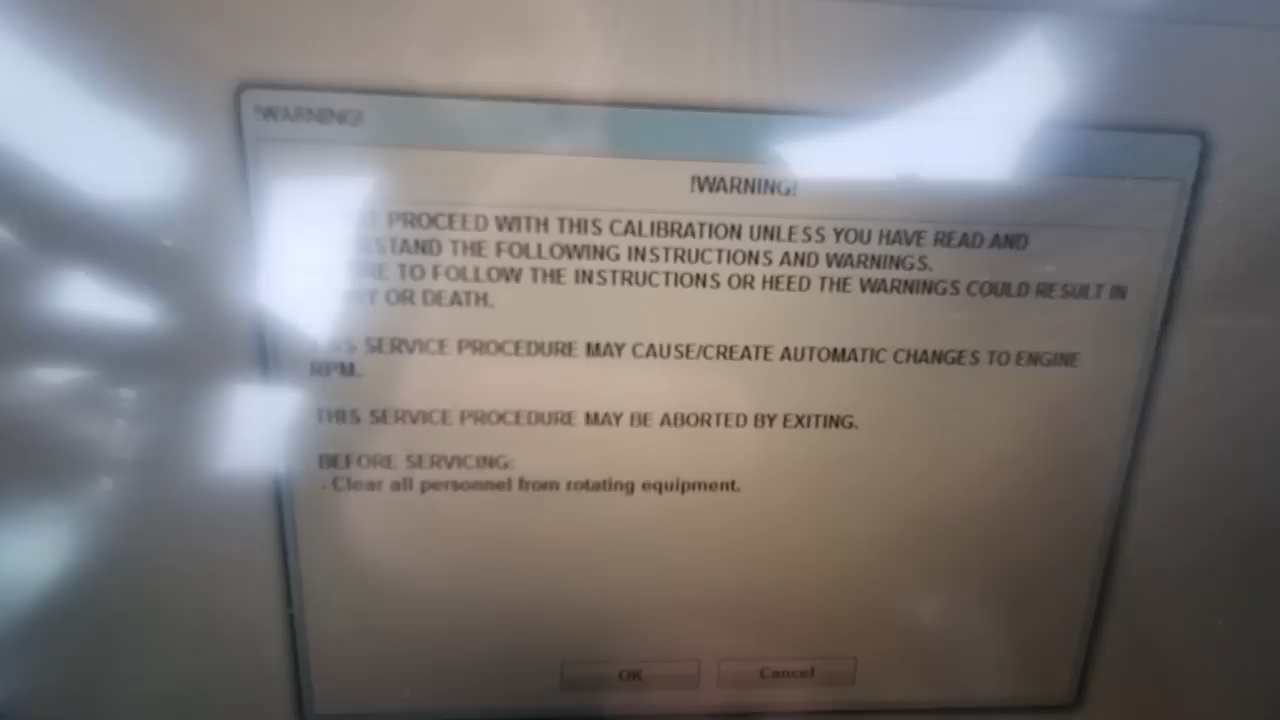 !WARNING!
!WARNING!
PROCEED WITH THIS CALIBRATION UNLESS YOU HAVE READ AND
THE FOLLOWING INSTRUCTIONS AND WARNINGS.
TO FOLLOW THE INSTRUCTIONS OR HEED THE WARNINGS COULD RESULT IN
OR DEATH.
SERVICE PROCEDURE MAY CAUSE/CREATE AUTOMATIC CHANGES TO ENGINE
RPM.
THIS SERVICE PROCEDURE MAY BE ABORTED BY EXITING.
BEFORE SERVICING:
- Clear all personnel from rotating equipment.
OK Cancel